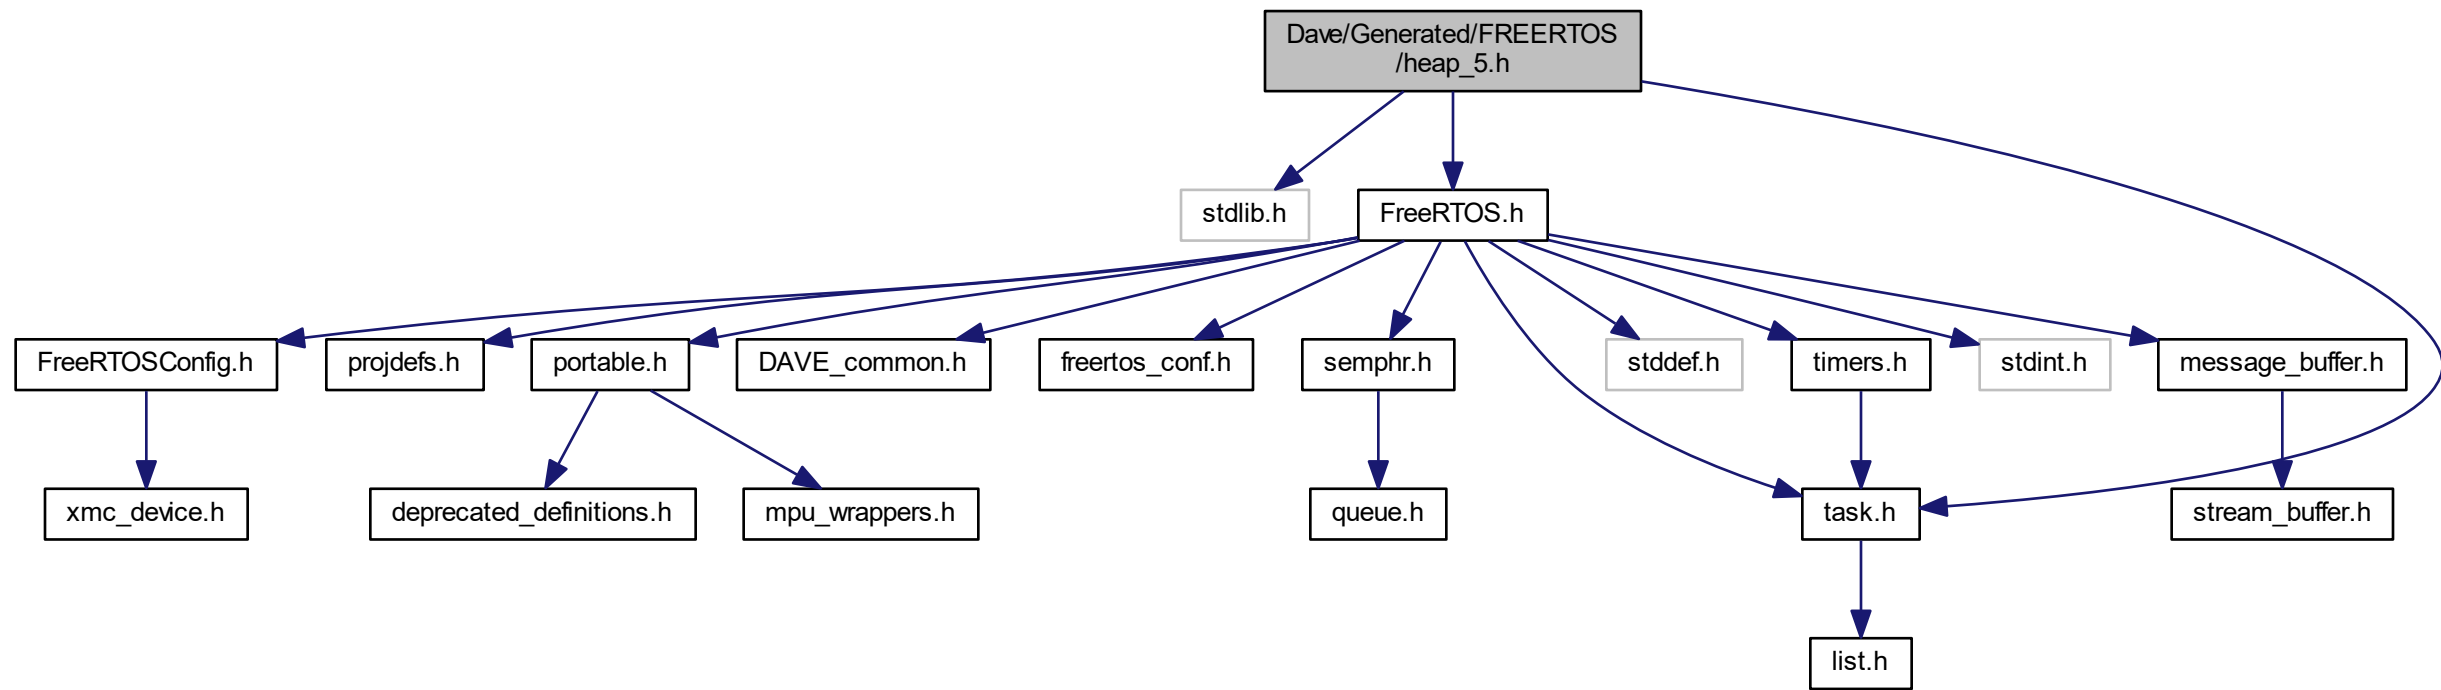 Dave/Generated/FREERTOS
/heap_5.h
stdlib.h
FreeRTOS.h
FreeRTOSConfig.h
projdefs.h
portable.h
DAVE_common.h
freertos_conf.h
semphr.h
stddef.h
timers.h
stdint.h
message_buffer.h
xmc_device.h
deprecated_definitions.h
mpu_wrappers.h
queue.h
task.h
stream_buffer.h
list.h